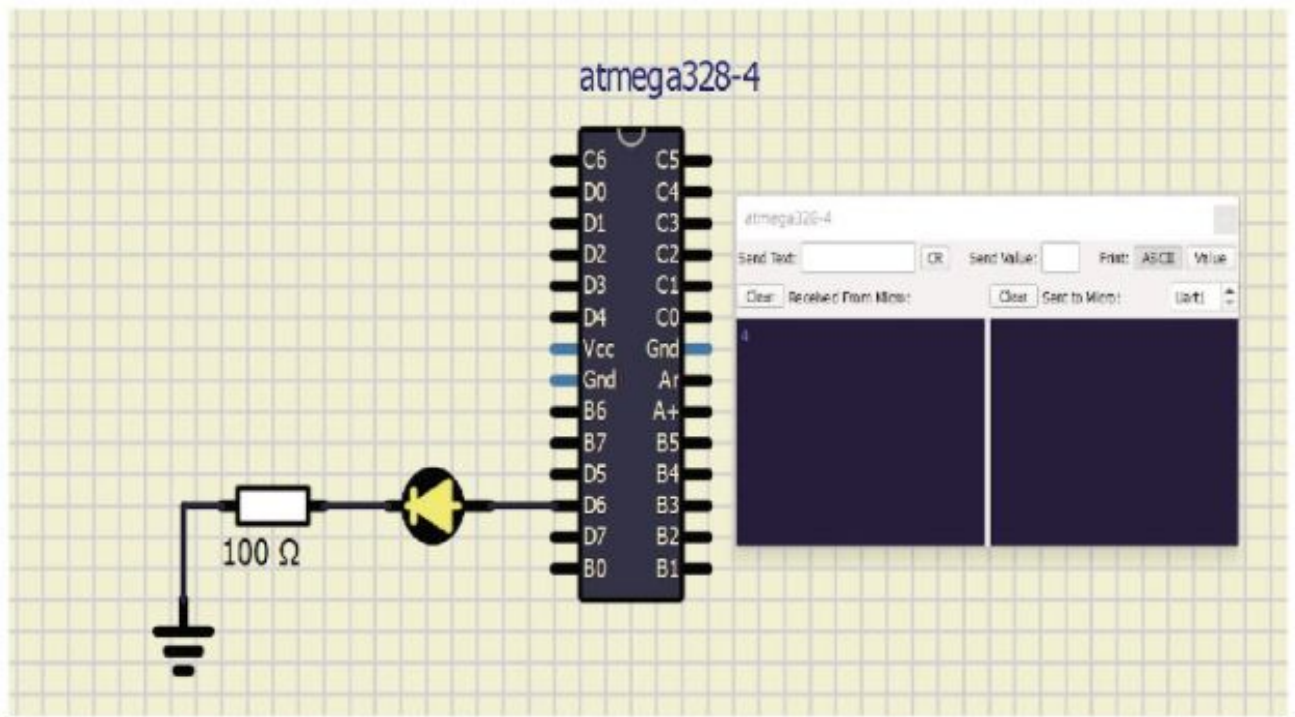 atmega328-4
C6 C5
D0 C4
D1 C3
D2 C2
D3 C1
D4 C0
Vcc Gnd
Gnd Ar
B6 A+
B7 B5
D5 B4
D6 B3
D7 B2
B0 B1
100 Ω
atmega328-4
Send Text: CR Send Value: Print: ASCII Value
Clear Received From Micro: Clear Sent to Micro: Uart1
4